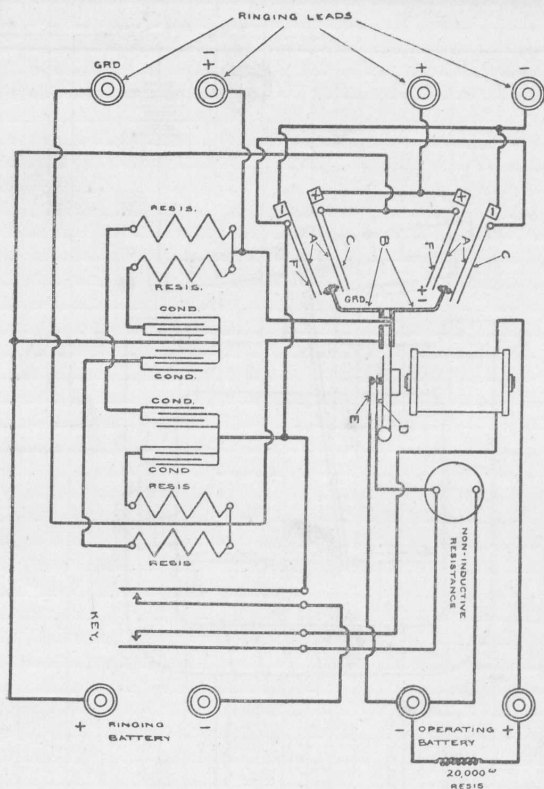 RINGING LEADS
GRD
+ -
+
-
RESIS.
RESIS.
COND.
COND.
COND.
COND
RESIS
RESIS
X
X
-
-
A
C
B
F
A
C
F
GRD.
+ -
E
D
NON-INDUCTIVE
RESISTANCE
KEY.
+
RINGING
BATTERY
-
-
OPERATING
BATTERY
+
20,000 ω
RESIS